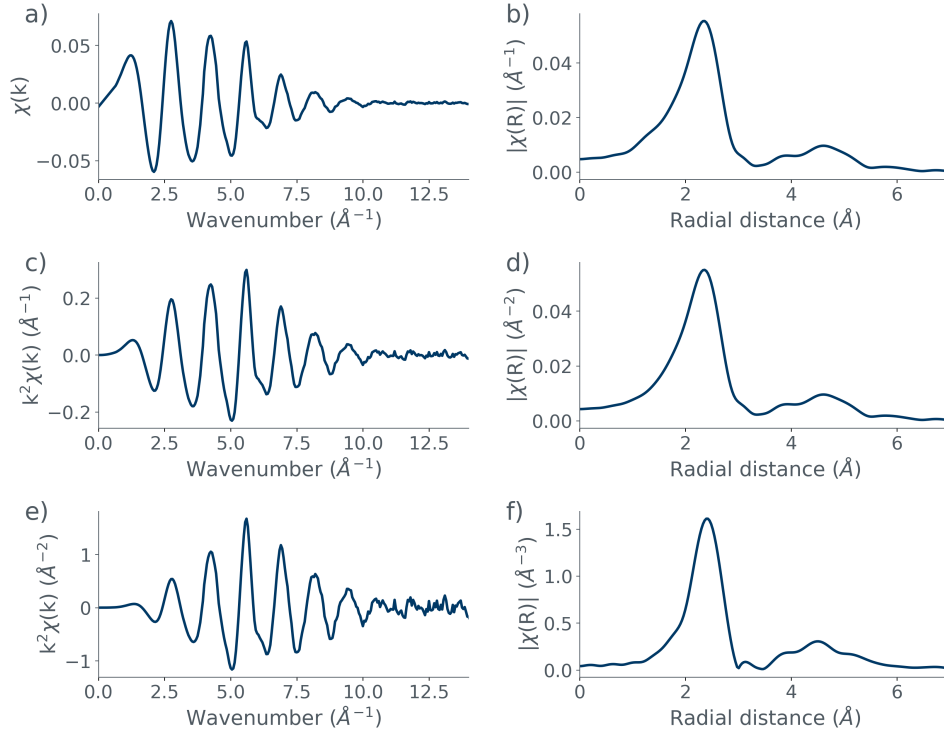 a)
χ(k)
0.05
0.00
−0.05
0.0 2.5 5.0 7.5 10.0 12.5
Wavenumber (Å⁻¹)
b)
|χ(R)| (Å⁻¹)
0.04
0.02
0.00
0 2 4 6
Radial distance (Å)
c)
k²χ(k) (Å⁻¹)
0.2
0.0
−0.2
0.0 2.5 5.0 7.5 10.0 12.5
Wavenumber (Å⁻¹)
d)
|χ(R)| (Å⁻²)
0.04
0.02
0.00
0 2 4 6
Radial distance (Å)
e)
k²χ(k) (Å⁻²)
1
0
−1
0.0 2.5 5.0 7.5 10.0 12.5
Wavenumber (Å⁻¹)
f)
|χ(R)| (Å⁻³)
1.5
1.0
0.5
0.0
0 2 4 6
Radial distance (Å)